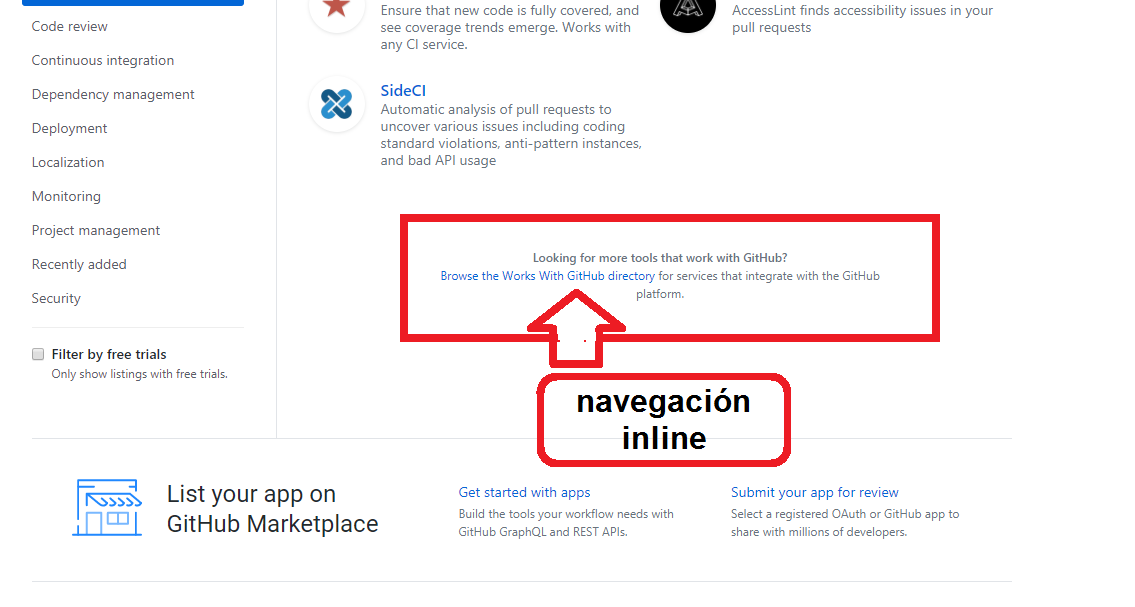 Code review
Continuous integration
Dependency management
Deployment
Localization
Monitoring
Project management
Recently added
Security
Filter by free trials
Only show listings with free trials.
Ensure that new code is fully covered, and
see coverage trends emerge. Works with
any CI service.
AccessLint finds accessibility issues in your
pull requests
SideCI
Automatic analysis of pull requests to
uncover various issues including coding
standard violations, anti-pattern instances,
and bad API usage
Looking for more tools that work with GitHub?
Browse the Works With GitHub directory for services that integrate with the GitHub
platform.
navegación
inline
List your app on
GitHub Marketplace
Get started with apps
Build the tools your workflow needs with
GitHub GraphQL and REST APIs.
Submit your app for review
Select a registered OAuth or GitHub app to
share with millions of developers.